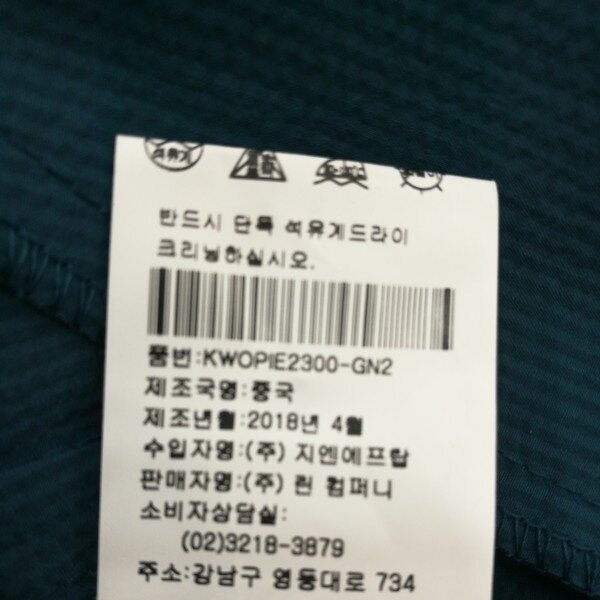 석유계
반드시 단독 석유계드라이
크리닝하십시오.
품번:KWOPIE2300-GN2
제조국명:중국
제조년월:2018년 4월
수입자명:(주) 지엔에프랍
판매자명:(주) 린 컴퍼니
소비자상담실:
(02)3218-3879
주소:강남구 영동대로 734